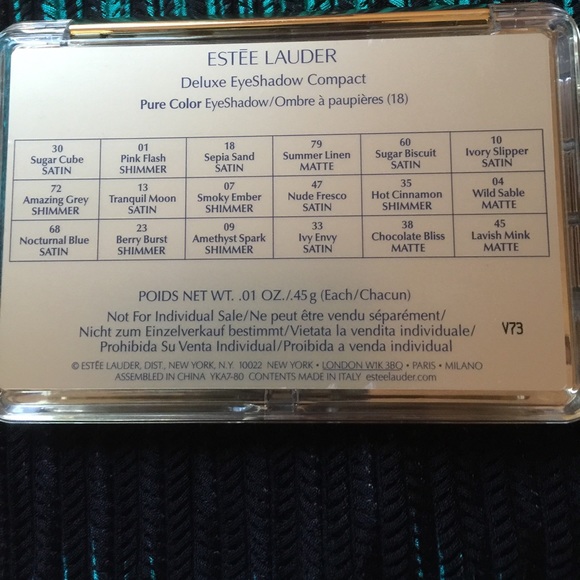 ESTĒE LAUDER
Deluxe EyeShadow Compact
Pure Color EyeShadow/Ombre à paupières (18)
30 01 18 79 60 10
Sugar Cube Pink Flash Sepia Sand Summer Linen Sugar Biscuit Ivory Slipper
SATIN SHIMMER SATIN MATTE SATIN SATIN
72 13 07 47 35 04
Amazing Grey Tranquil Moon Smoky Ember Nude Fresco Hot Cinnamon Wild Sable
SHIMMER SATIN SHIMMER SATIN SHIMMER MATTE
68 23 09 33 38 45
Nocturnal Blue Berry Burst Amethyst Spark Ivy Envy Chocolate Bliss Lavish Mink
SATIN SHIMMER SHIMMER SATIN MATTE MATTE
POIDS NET WT. .01 OZ./.45g (Each/Chacun)
Not For Individual Sale/Ne peut être vendu séparément/
Nicht zum Einzelverkauf bestimmt/Vietata la vendita individuale/
Prohibida Su Venta Individual/Proibida a venda individual
V73
© ESTÉE LAUDER, DIST., NEW YORK, N.Y. 10022 NEW YORK • LONDON W1K 3BQ • PARIS • MILANO
ASSEMBLED IN CHINA YKA7-80 CONTENTS MADE IN ITALY esteelauder.com